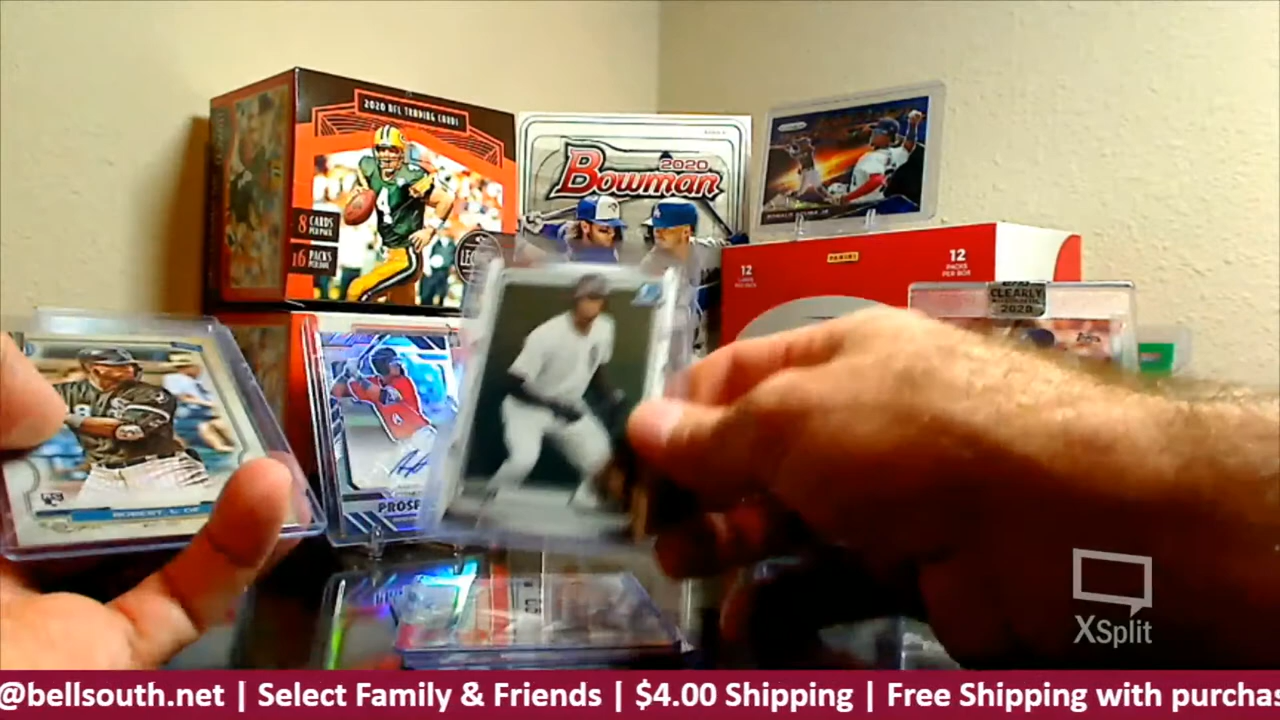 2020 NFL TRADING CARDS
8 CARDS PER PACK
16 PACKS PER BOX
4
2020
Bowman
12
PANINI
12
PACKS PER BOX
CLEARLY
2020
PROSP
XSplit
@bellsouth.net | Select Family & Friends | $4.00 Shipping | Free Shipping with purchas